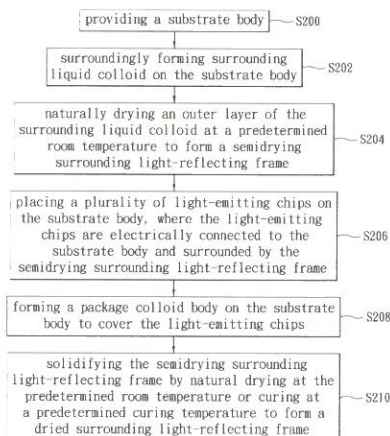 providing a substrate body
S200
surroundingly forming surrounding
liquid colloid on the substrate body
S202
naturally drying an outer layer of the
surrounding liquid colloid at a predetermined
room temperature to form a semidrying
surrounding light-reflecting frame
S204
placing a plurality of light-emitting chips on
the substrate body, where the light-emitting
chips are electrically connected to the
substrate body and surrounded by the
semidrying surrounding light-reflecting frame
S206
forming a package colloid body on the substrate
body to cover the light-emitting chips
S208
solidifying the semidrying surrounding
light-reflecting frame by natural drying at the
predetermined room temperature or curing at
a predetermined curing temperature to form a
dried surrounding light-reflecting frame
S210